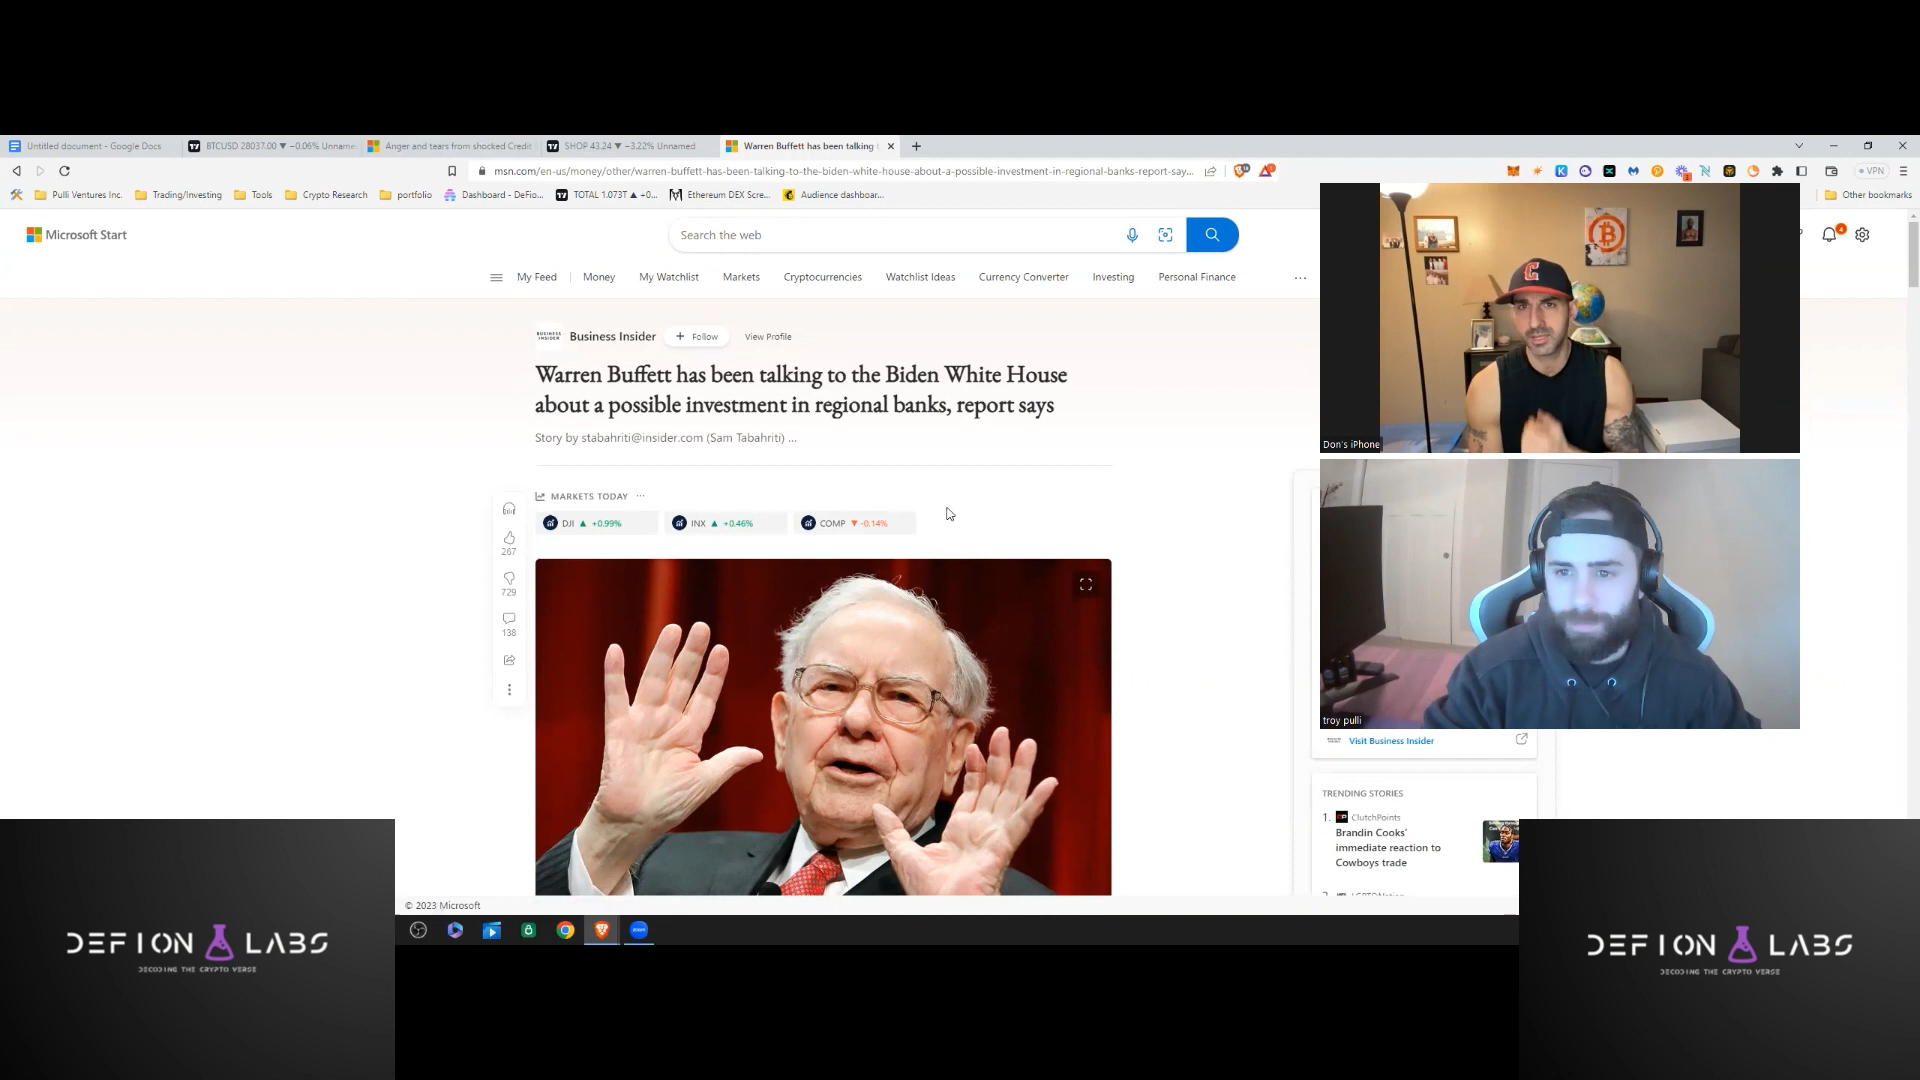 Untitled document - Google Docs
BTCUSD 28037.00 ▼ −0.06% Unname
Anger and tears from shocked Credit
SHOP 43.24 ▼ −3.22% Unnamed
Warren Buffett has been talking t
msn.com/en-us/money/other/warren-buffett-has-been-talking-to-the-biden-white-house-about-a-possible-investment-in-regional-banks-report-say...
VPN
Pulli Ventures Inc.
Trading/Investing
Tools
Crypto Research
portfolio
Dashboard - DeFio...
TOTAL 1.073T ▲ +0...
Ethereum DEX Scre...
Audience dashboar...
Other bookmarks
Microsoft Start
Search the web
4
My Feed
Money
My Watchlist
Markets
Cryptocurrencies
Watchlist Ideas
Currency Converter
Investing
Personal Finance
...
BUSINESS INSIDER
Business Insider
+ Follow
View Profile
Warren Buffett has been talking to the Biden White House
about a possible investment in regional banks, report says
Story by stabahriti@insider.com (Sam Tabahriti) ...
MARKETS TODAY ...
DJI ▲ +0.99%
INX ▲ +0.46%
COMP ▼ -0.14%
267
729
138
Don's iPhone
troy pulli
Visit Business Insider
TRENDING STORIES
1. ClutchPoints
Brandin Cooks'
immediate reaction to
Cowboys trade
© 2023 Microsoft
zoom
DEFION LABS
DECODING THE CRYPTO VERSE
DEFION LABS
DECODING THE CRYPTO VERSE